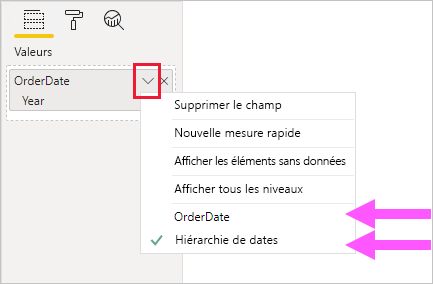 Valeurs
OrderDate
Year
Supprimer le champ
Nouvelle mesure rapide
Afficher les éléments sans données
Afficher tous les niveaux
OrderDate
Hiérarchie de dates